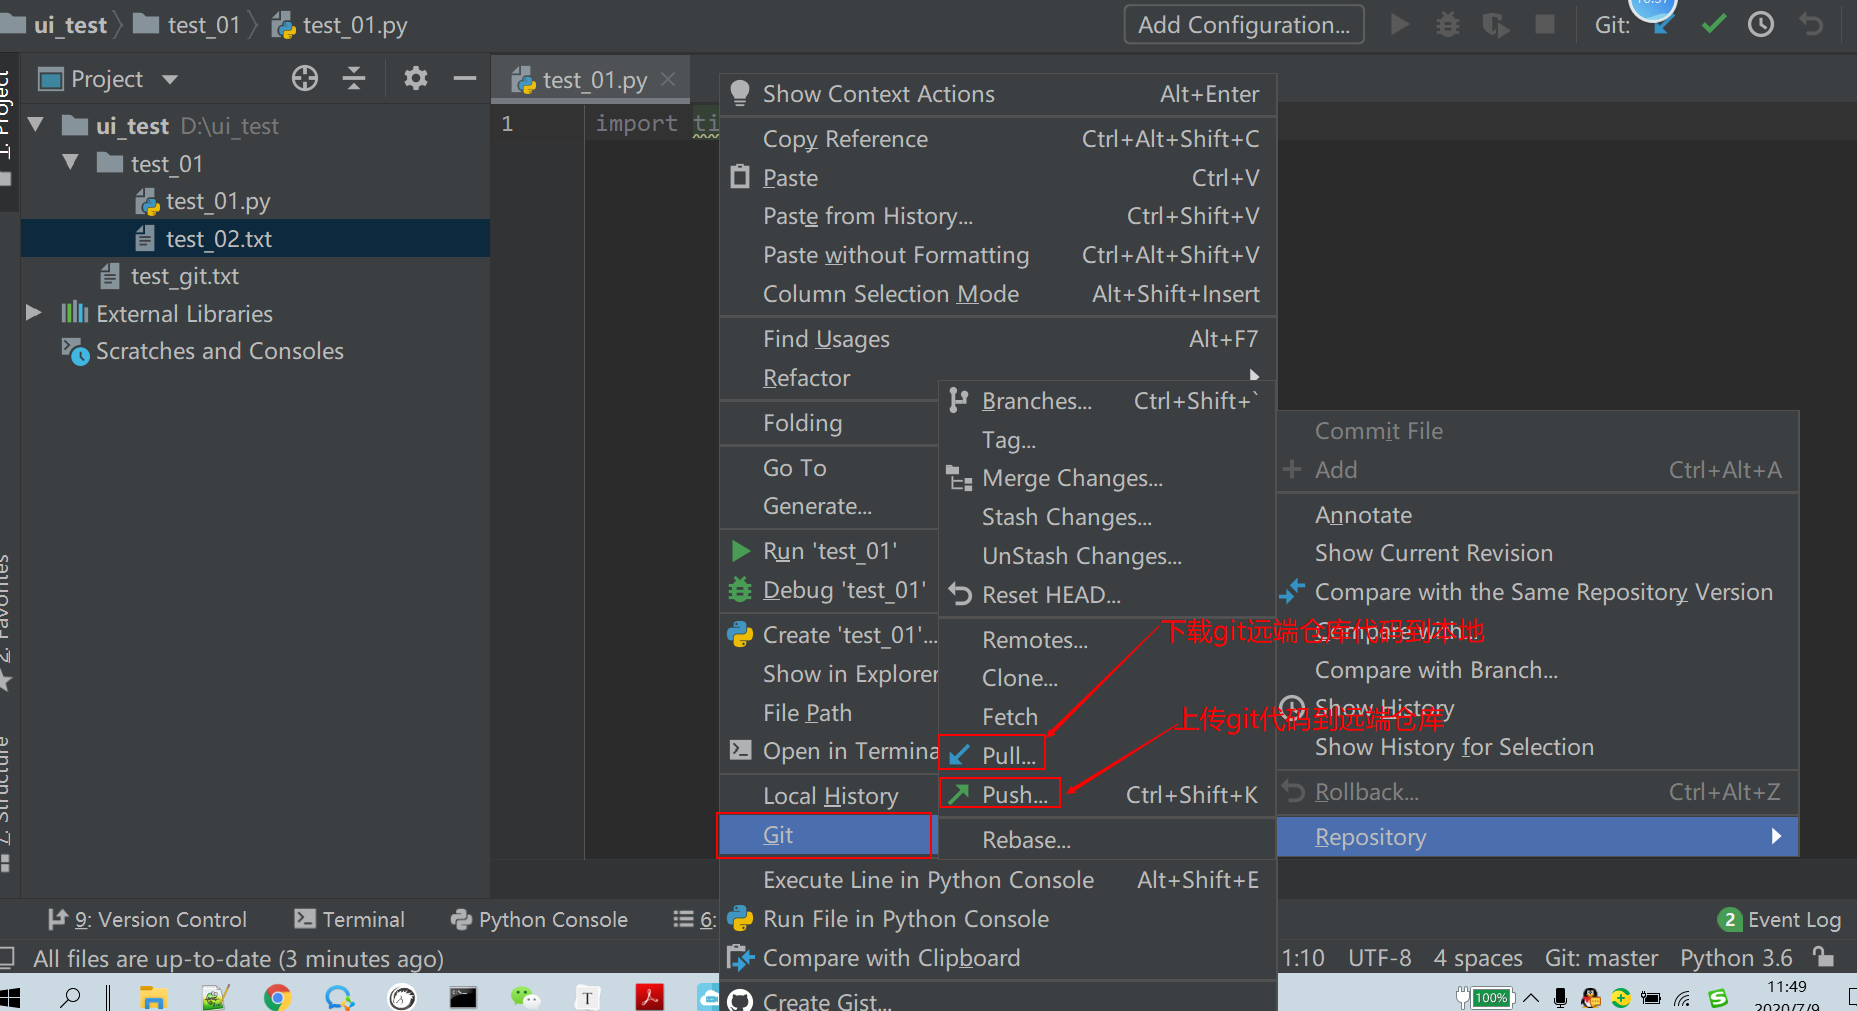 ui_test test_01 test_01.py Add Configuration... Git:
Project test_01.py
1: Project
ui_test D:\ui_test
test_01
test_01.py
test_02.txt
test_git.txt
External Libraries
Scratches and Consoles
2: Favorites
7: Structure
1 import ti
Show Context Actions Alt+Enter
Copy Reference Ctrl+Alt+Shift+C
Paste Ctrl+V
Paste from History... Ctrl+Shift+V
Paste without Formatting Ctrl+Alt+Shift+V
Column Selection Mode Alt+Shift+Insert
Find Usages Alt+F7
Refactor
Folding
Go To
Generate...
Run 'test_01'
Debug 'test_01'
Create 'test_01'...
Show in Explorer
File Path
Open in Termina
Local History
Git
Execute Line in Python Console Alt+Shift+E
Run File in Python Console
Compare with Clipboard
Create Gist...
Branches... Ctrl+Shift+`
Tag...
Merge Changes...
Stash Changes...
UnStash Changes...
Reset HEAD...
Remotes...
Clone...
Fetch
Pull...
Push... Ctrl+Shift+K
Rebase...
下载git远端仓库代码到本地
上传git代码到远端仓库
Commit File
Add Ctrl+Alt+A
Annotate
Show Current Revision
Compare with the Same Repository Version
Compare with...
Compare with Branch...
Show History
Show History for Selection
Rollback... Ctrl+Alt+Z
Repository
9: Version Control Terminal Python Console 6: 2 Event Log
All files are up-to-date (3 minutes ago) 1:10 UTF-8 4 spaces Git: master Python 3.6
T 100% S 11:49
2020/7/9